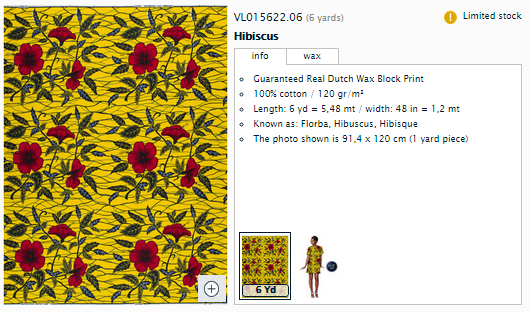 VL015622.06 (6 yards)
Limited stock
Hibiscus
info
wax
Guaranteed Real Dutch Wax Block Print
100% cotton / 120 gr/m²
Length: 6 yd = 5,48 mt / width: 48 in = 1,2 mt
Known as: Florba, Hibuscus, Hibisque
The photo shown is 91,4 x 120 cm (1 yard piece)
6 Yd